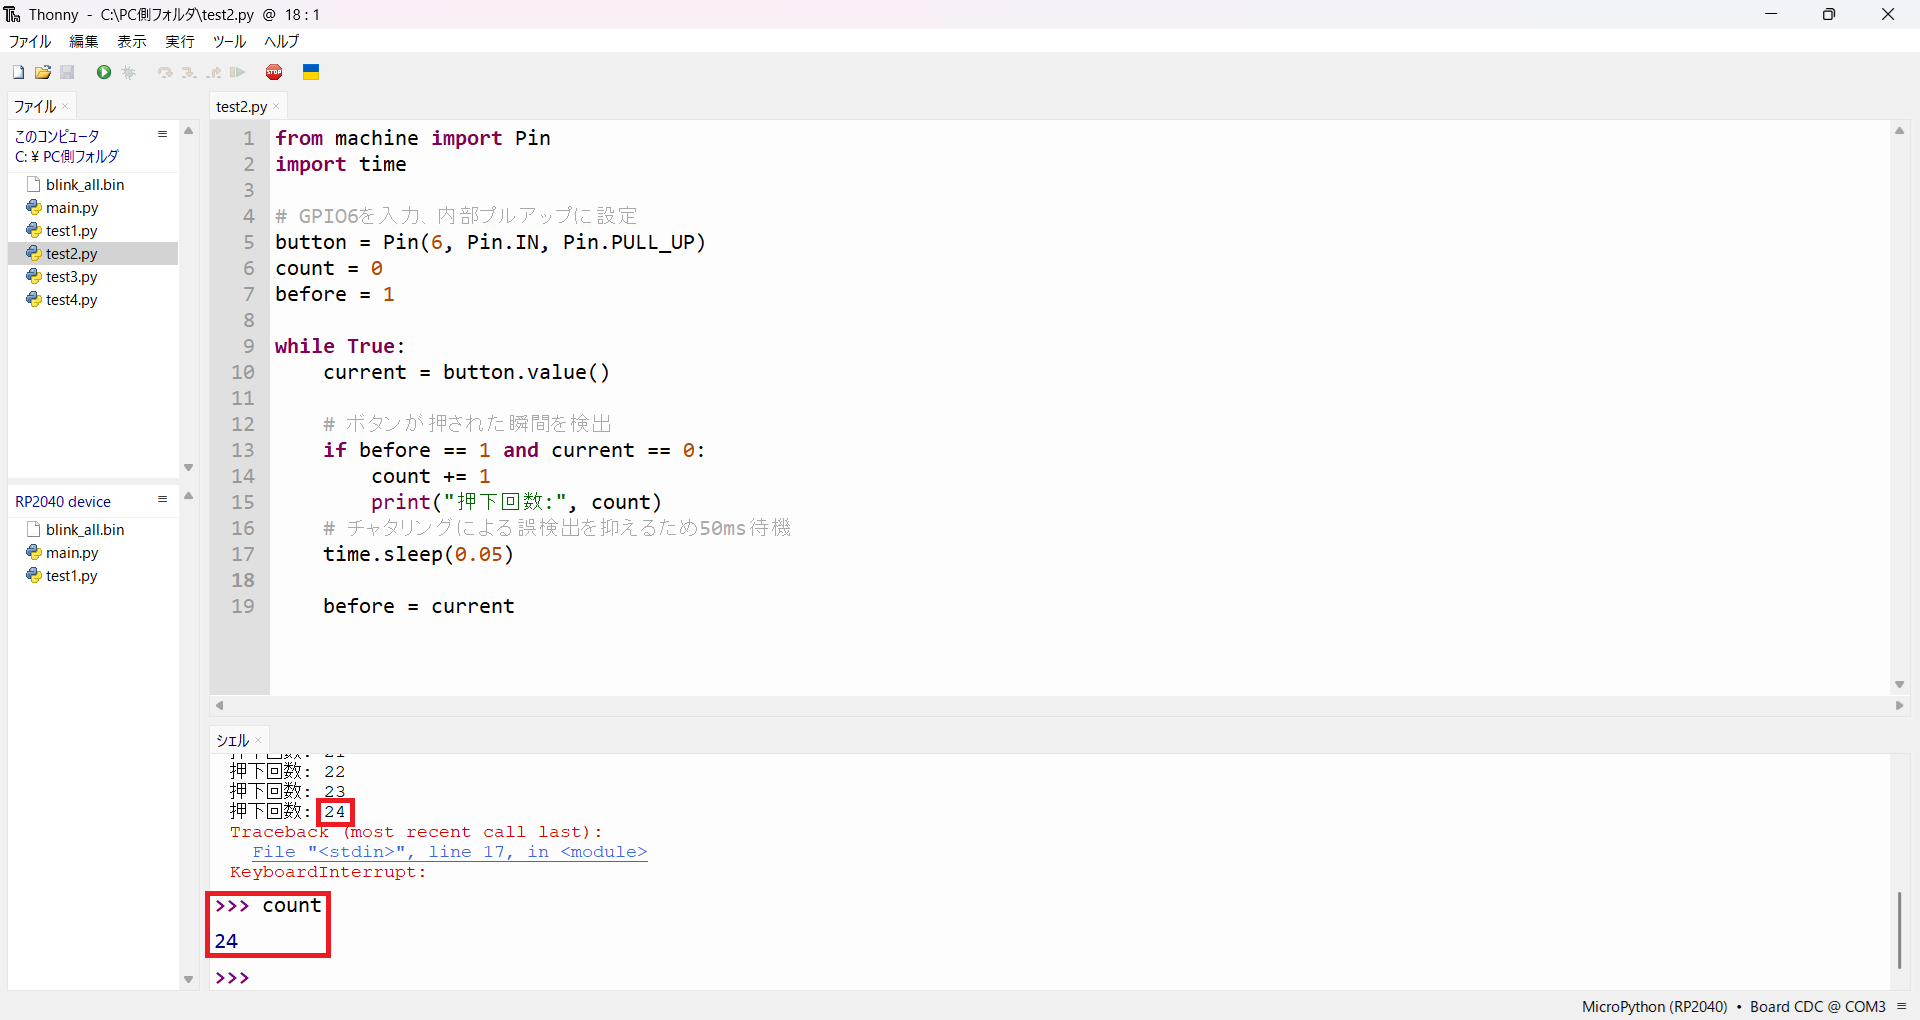 Thonny - C:\PC側フォルダ\test2.py @ 18 : 1
ファイル 編集 表示 実行 ツール ヘルプ
STOP
ファイル ×
このコンピュータ ≡
C: ¥ PC側フォルダ
blink_all.bin
main.py
test1.py
test2.py
test3.py
test4.py
RP2040 device ≡
blink_all.bin
main.py
test1.py
test2.py ×
1 from machine import Pin
2 import time
3
4 # GPIO6を入力、内部プルアップに設定
5 button = Pin(6, Pin.IN, Pin.PULL_UP)
6 count = 0
7 before = 1
8
9 while True:
10     current = button.value()
11
12     # ボタンが押された瞬間を検出
13     if before == 1 and current == 0:
14         count += 1
15         print("押下回数:", count)
16     # チャタリングによる誤検出を抑えるため50ms待機
17     time.sleep(0.05)
18
19     before = current
シェル ×
押下回数: 21
押下回数: 22
押下回数: 23
押下回数: 24
Traceback (most recent call last):
  File "<stdin>", line 17, in <module>
KeyboardInterrupt:
>>> count
24
>>>
MicroPython (RP2040) • Board CDC @ COM3 ≡